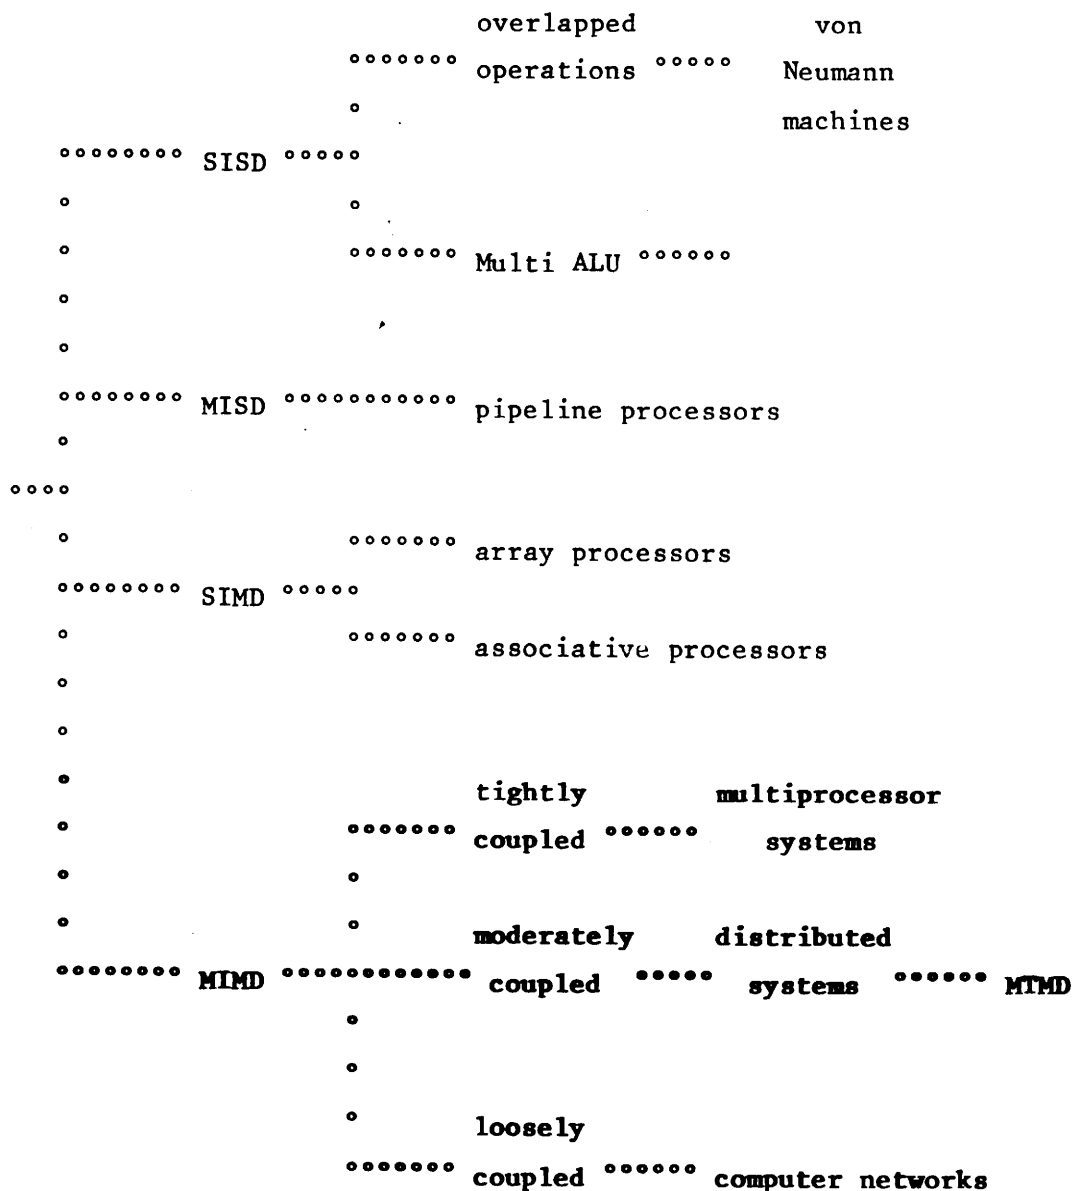 overlapped von
operations Neumann
machines
SISD
Multi ALU
MISD pipeline processors
array processors
SIMD
associative processors
tightly multiprocessor
coupled systems
moderately distributed
MIMD coupled systems MTMD
loosely
coupled computer networks